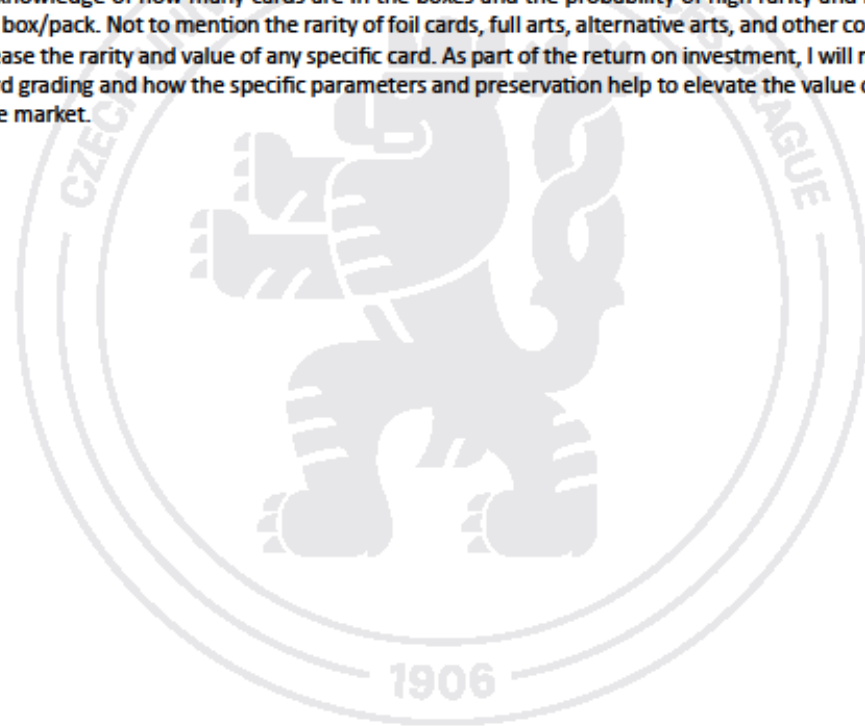 knowledge of how many cards are in the boxes and the probability of high rarity and
box/pack. Not to mention the rarity of foil cards, full arts, alternative arts, and other co
ease the rarity and value of any specific card. As part of the return on investment, I will
d grading and how the specific parameters and preservation help to elevate the value
e market.
CZECH
PRAGUE
1906